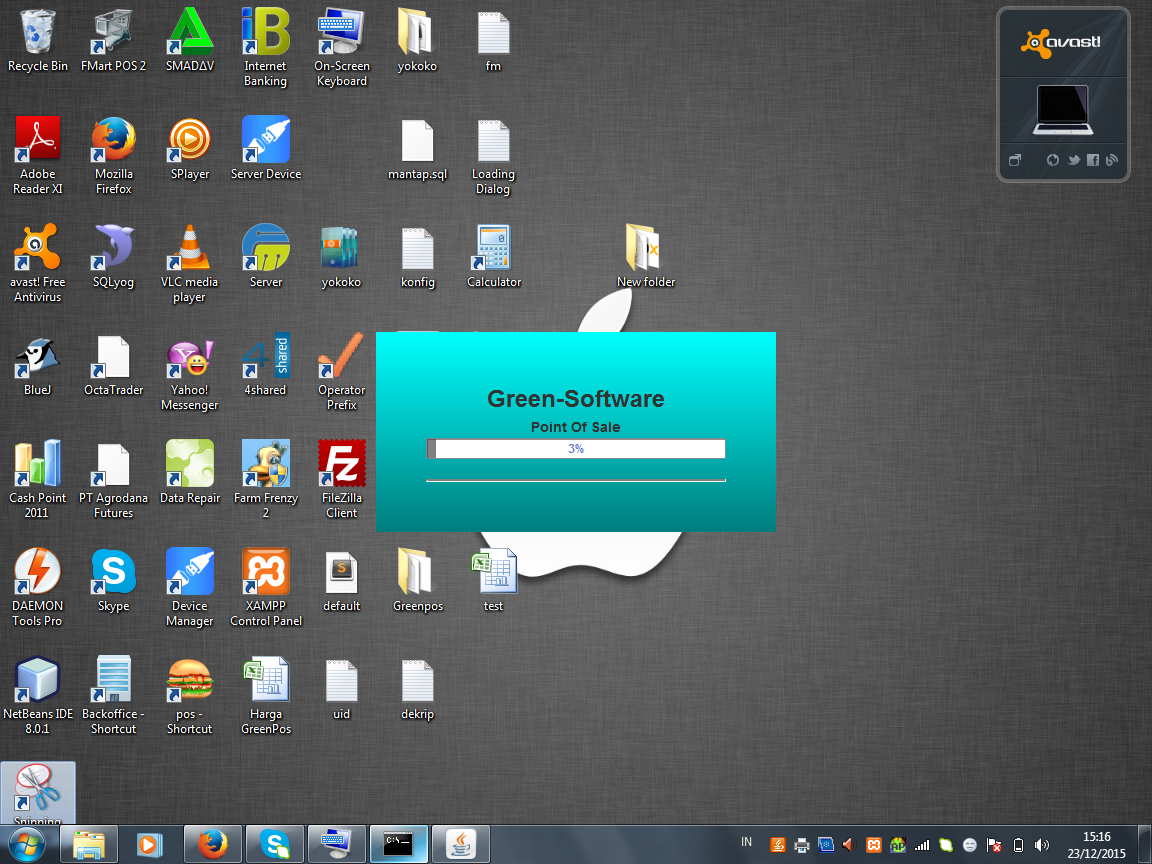 Recycle Bin
FMart POS 2
SMADΔV
Internet
Banking
On-Screen
Keyboard
yokoko
fm
avast!
Adobe
Reader XI
Mozilla
Firefox
SPlayer
Server Device
mantap.sql
Loading
Dialog
avast! Free
Antivirus
SQLyog
VLC media
player
Server
yokoko
konfig
0
Calculator
New folder
BlueJ
OctaTrader
Yahoo!
Messenger
4shared
4
shared
Operator
Prefix
Green-Software
Point Of Sale
3%
Cash Point
2011
PT Agrodana
Futures
Data Repair
Farm Frenzy
2
FileZilla
Client
DAEMON
Tools Pro
Skype
Device
Manager
XAMPP
Control Panel
default
Greenpos
test
NetBeans IDE
8.0.1
Backoffice -
Shortcut
pos -
Shortcut
Harga
GreenPos
uid
dekrip
Snipping
IN
15:16
23/12/2015